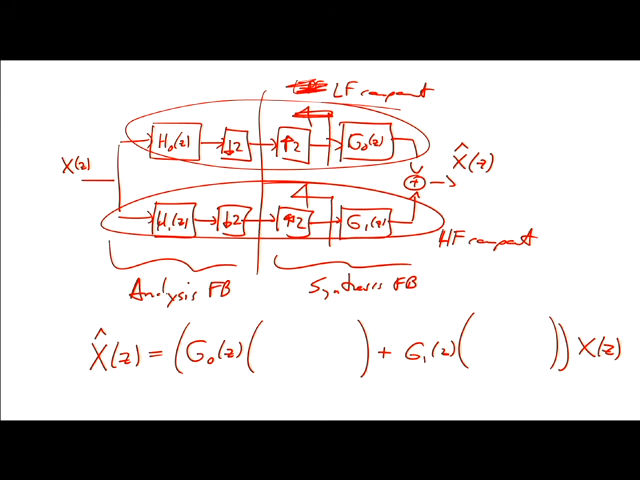 LF component
H₀(z) ↓2 ↑2 G₀(z)
X(z) + X̂(z)
H₁(z) ↓2 ↑2 G₁(z)
HF component
Analysis FB Synthesis FB
X̂(z) = (G₀(z)( ) + G₁(z)( )) X(z)